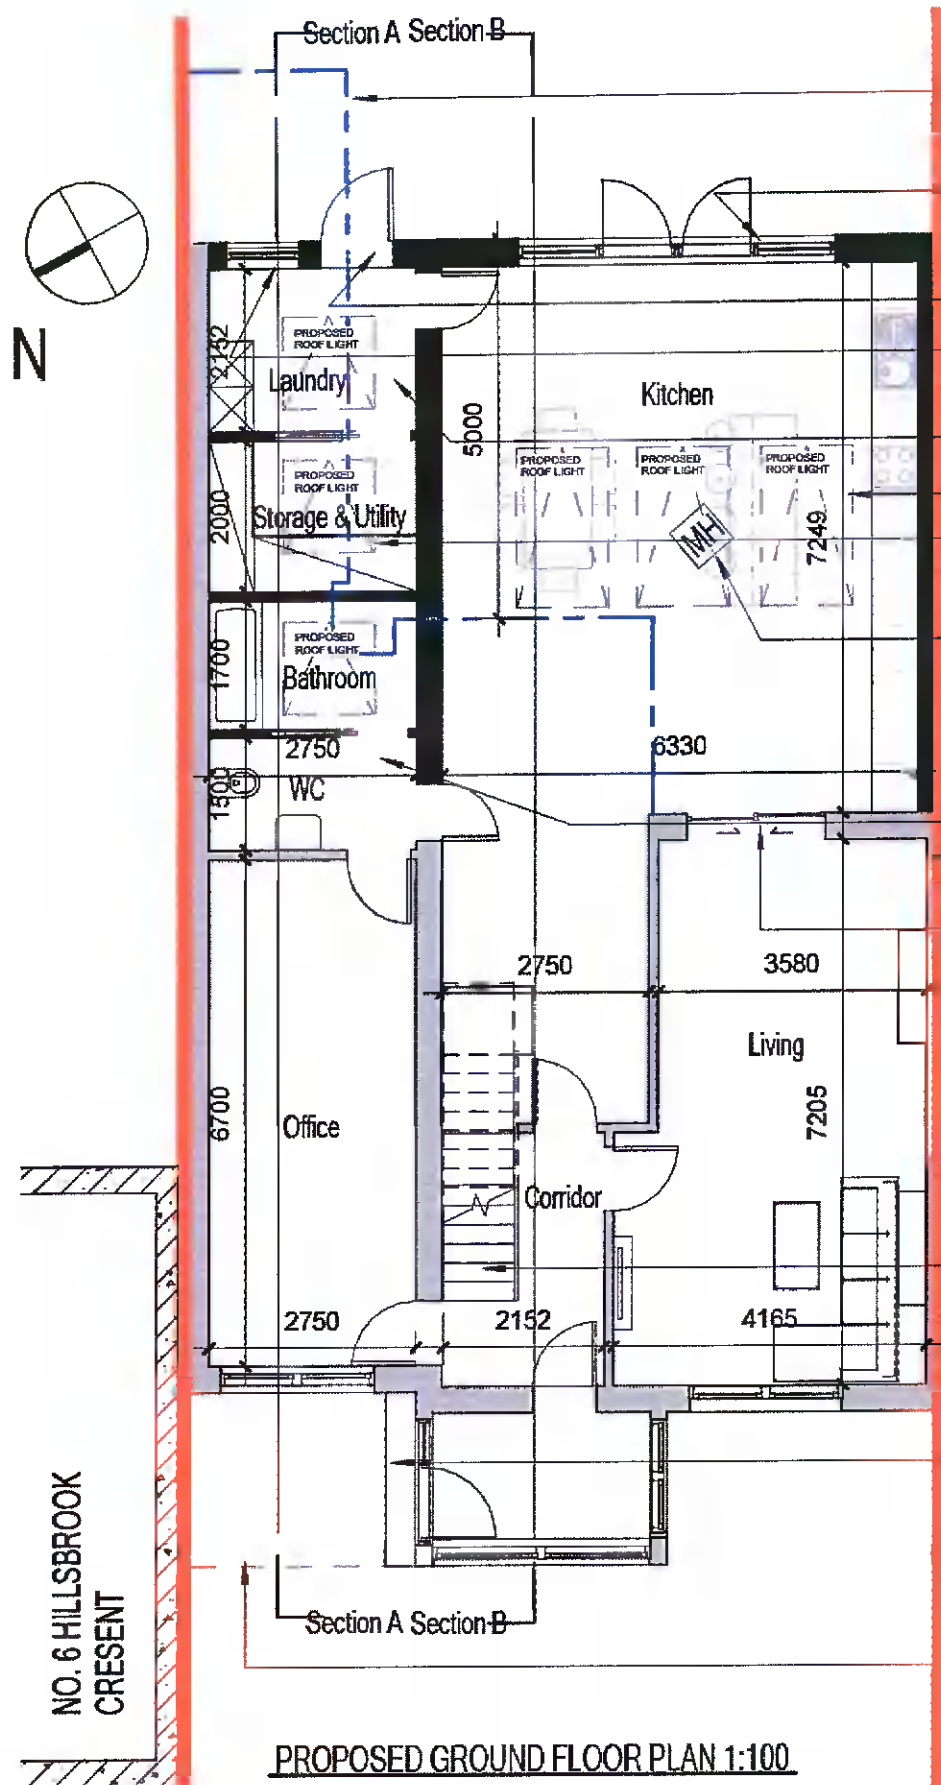 Section A Section B
N
2152
PROPOSED
ROOF LIGHT
Laundry
Kitchen
5000
PROPOSED
ROOF LIGHT
PROPOSED
ROOF LIGHT
PROPOSED
ROOF LIGHT
PROPOSED
ROOF LIGHT
2000
Storage & Utility
MH
7249
1700
PROPOSED
ROOF LIGHT
Bathroom
2750
6330
1500
WC
2750
3580
Living
6700
Office
7205
Corridor
2750
2152
4165
NO. 6 HILLSBROOK
CRESENT
Section A Section B
PROPOSED GROUND FLOOR PLAN 1:100